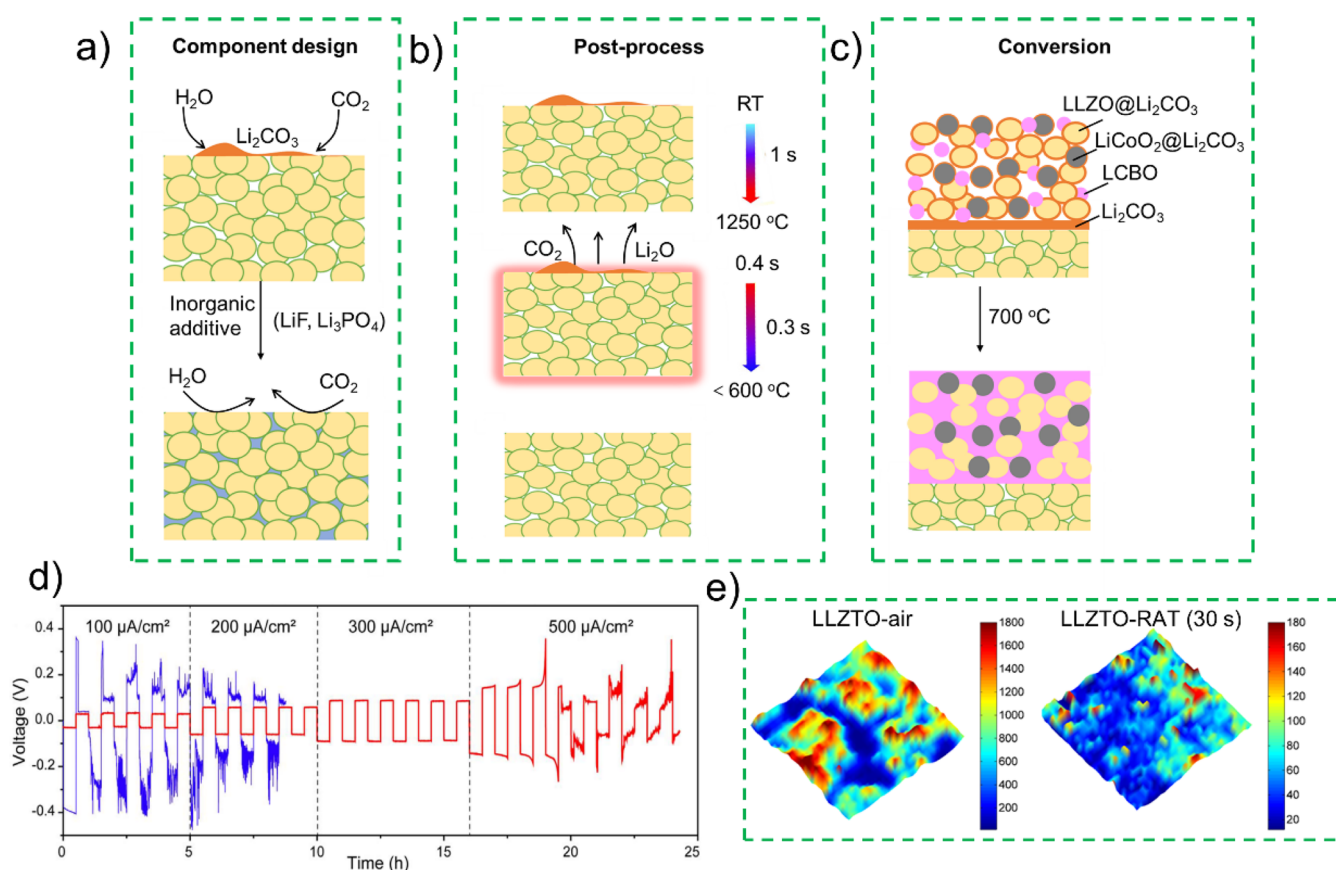 a)
Component design
H₂O
CO₂
Li₂CO₃
Inorganic
additive
(LiF, Li₃PO₄)
H₂O
CO₂
b)
Post-process
RT
1 s
1250 °C
CO₂
Li₂O
0.4 s
0.3 s
< 600 °C
c)
Conversion
LLZO@Li₂CO₃
LiCoO₂@Li₂CO₃
LCBO
Li₂CO₃
700 °C
d)
100 µA/cm²
200 µA/cm²
300 µA/cm²
500 µA/cm²
Voltage (V)
0.4
0.2
0.0
-0.2
-0.4
0
5
10
15
20
25
Time (h)
e)
LLZTO-air
1800
1600
1400
1200
1000
800
600
400
200
LLZTO-RAT (30 s)
180
160
140
120
100
80
60
40
20